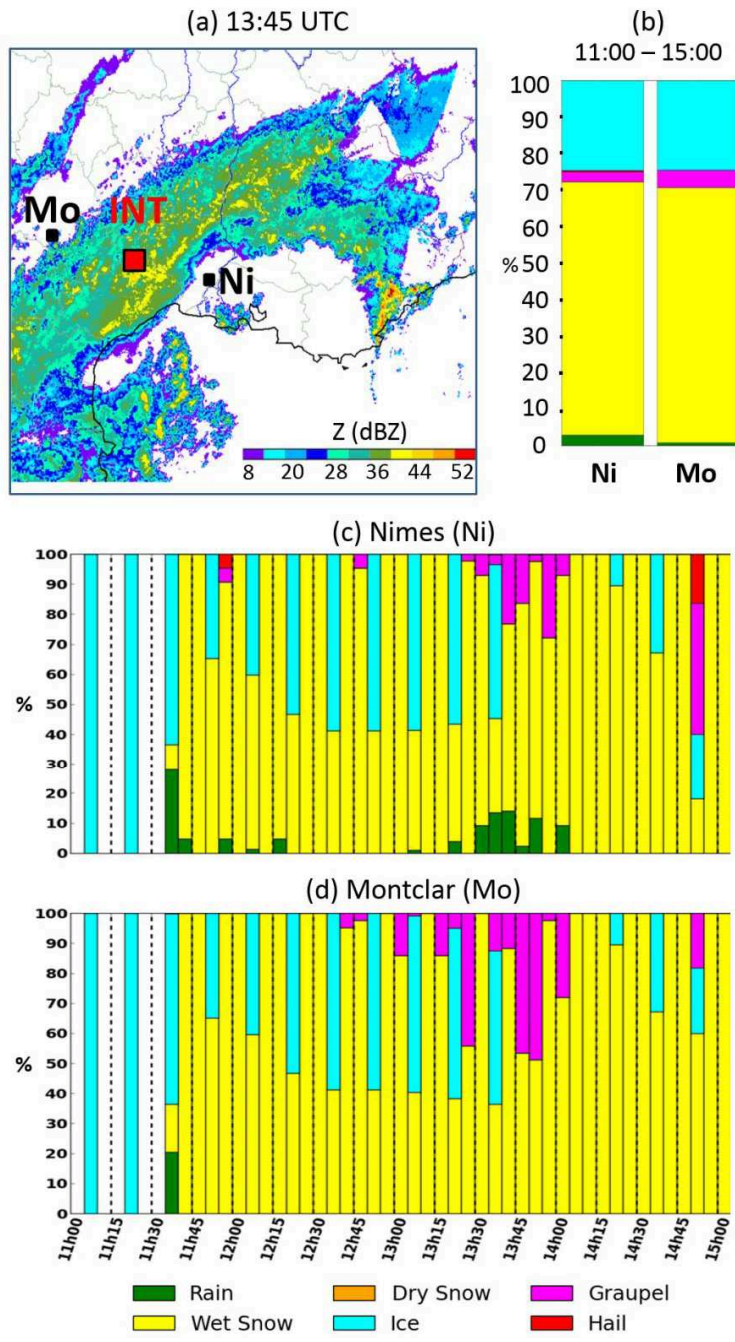 (a) 13:45 UTC
(b)
11:00 – 15:00
Mo
INT
Ni
Z (dBZ)
8 20 28 36 44 52
100
90
80
70
60
%50
40
30
20
10
0
Ni Mo
(c) Nimes (Ni)
100
90
80
70
60
50
40
30
20
10
0
%
(d) Montclar (Mo)
100
90
80
70
60
50
40
30
20
10
0
%
11h00 11h15 11h30 11h45 12h00 12h15 12h30 12h45 13h00 13h15 13h30 13h45 14h00 14h15 14h30 14h45 15h00
Rain Dry Snow Graupel
Wet Snow Ice Hail